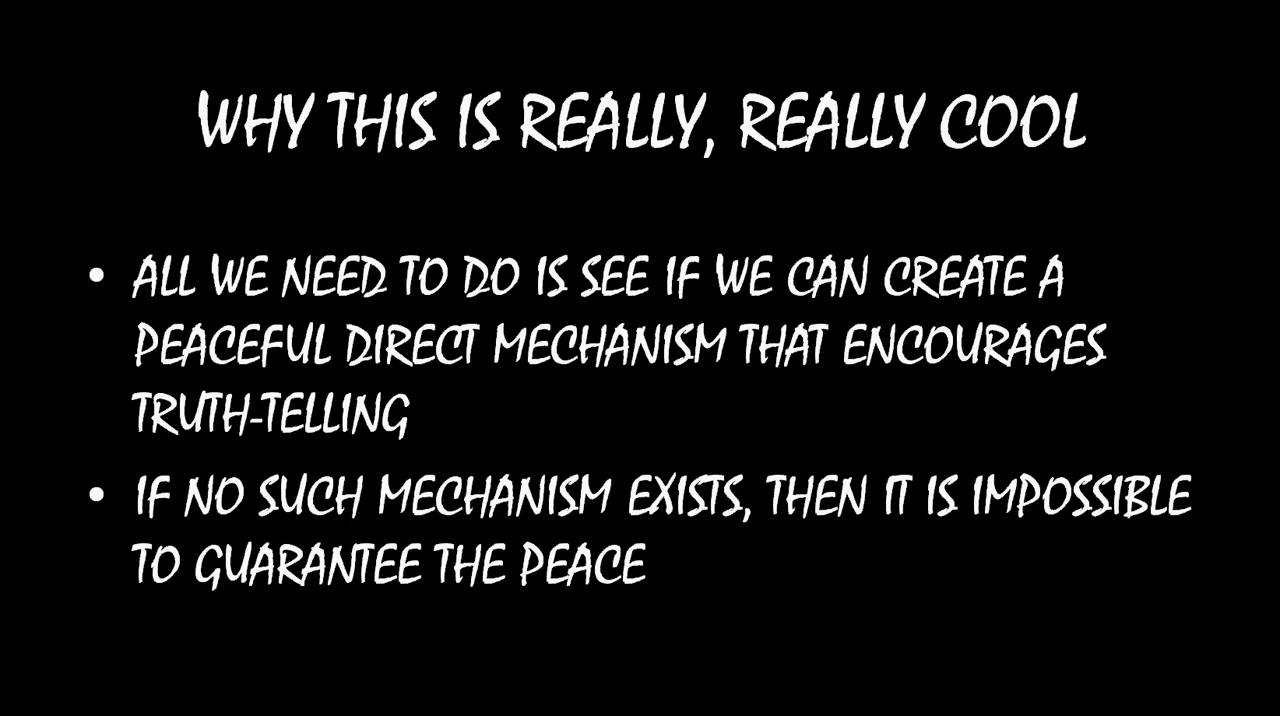 WHY THIS IS REALLY, REALLY COOL
• ALL WE NEED TO DO IS SEE IF WE CAN CREATE A
PEACEFUL DIRECT MECHANISM THAT ENCOURAGES
TRUTH-TELLING
• IF NO SUCH MECHANISM EXISTS, THEN IT IS IMPOSSIBLE
TO GUARANTEE THE PEACE